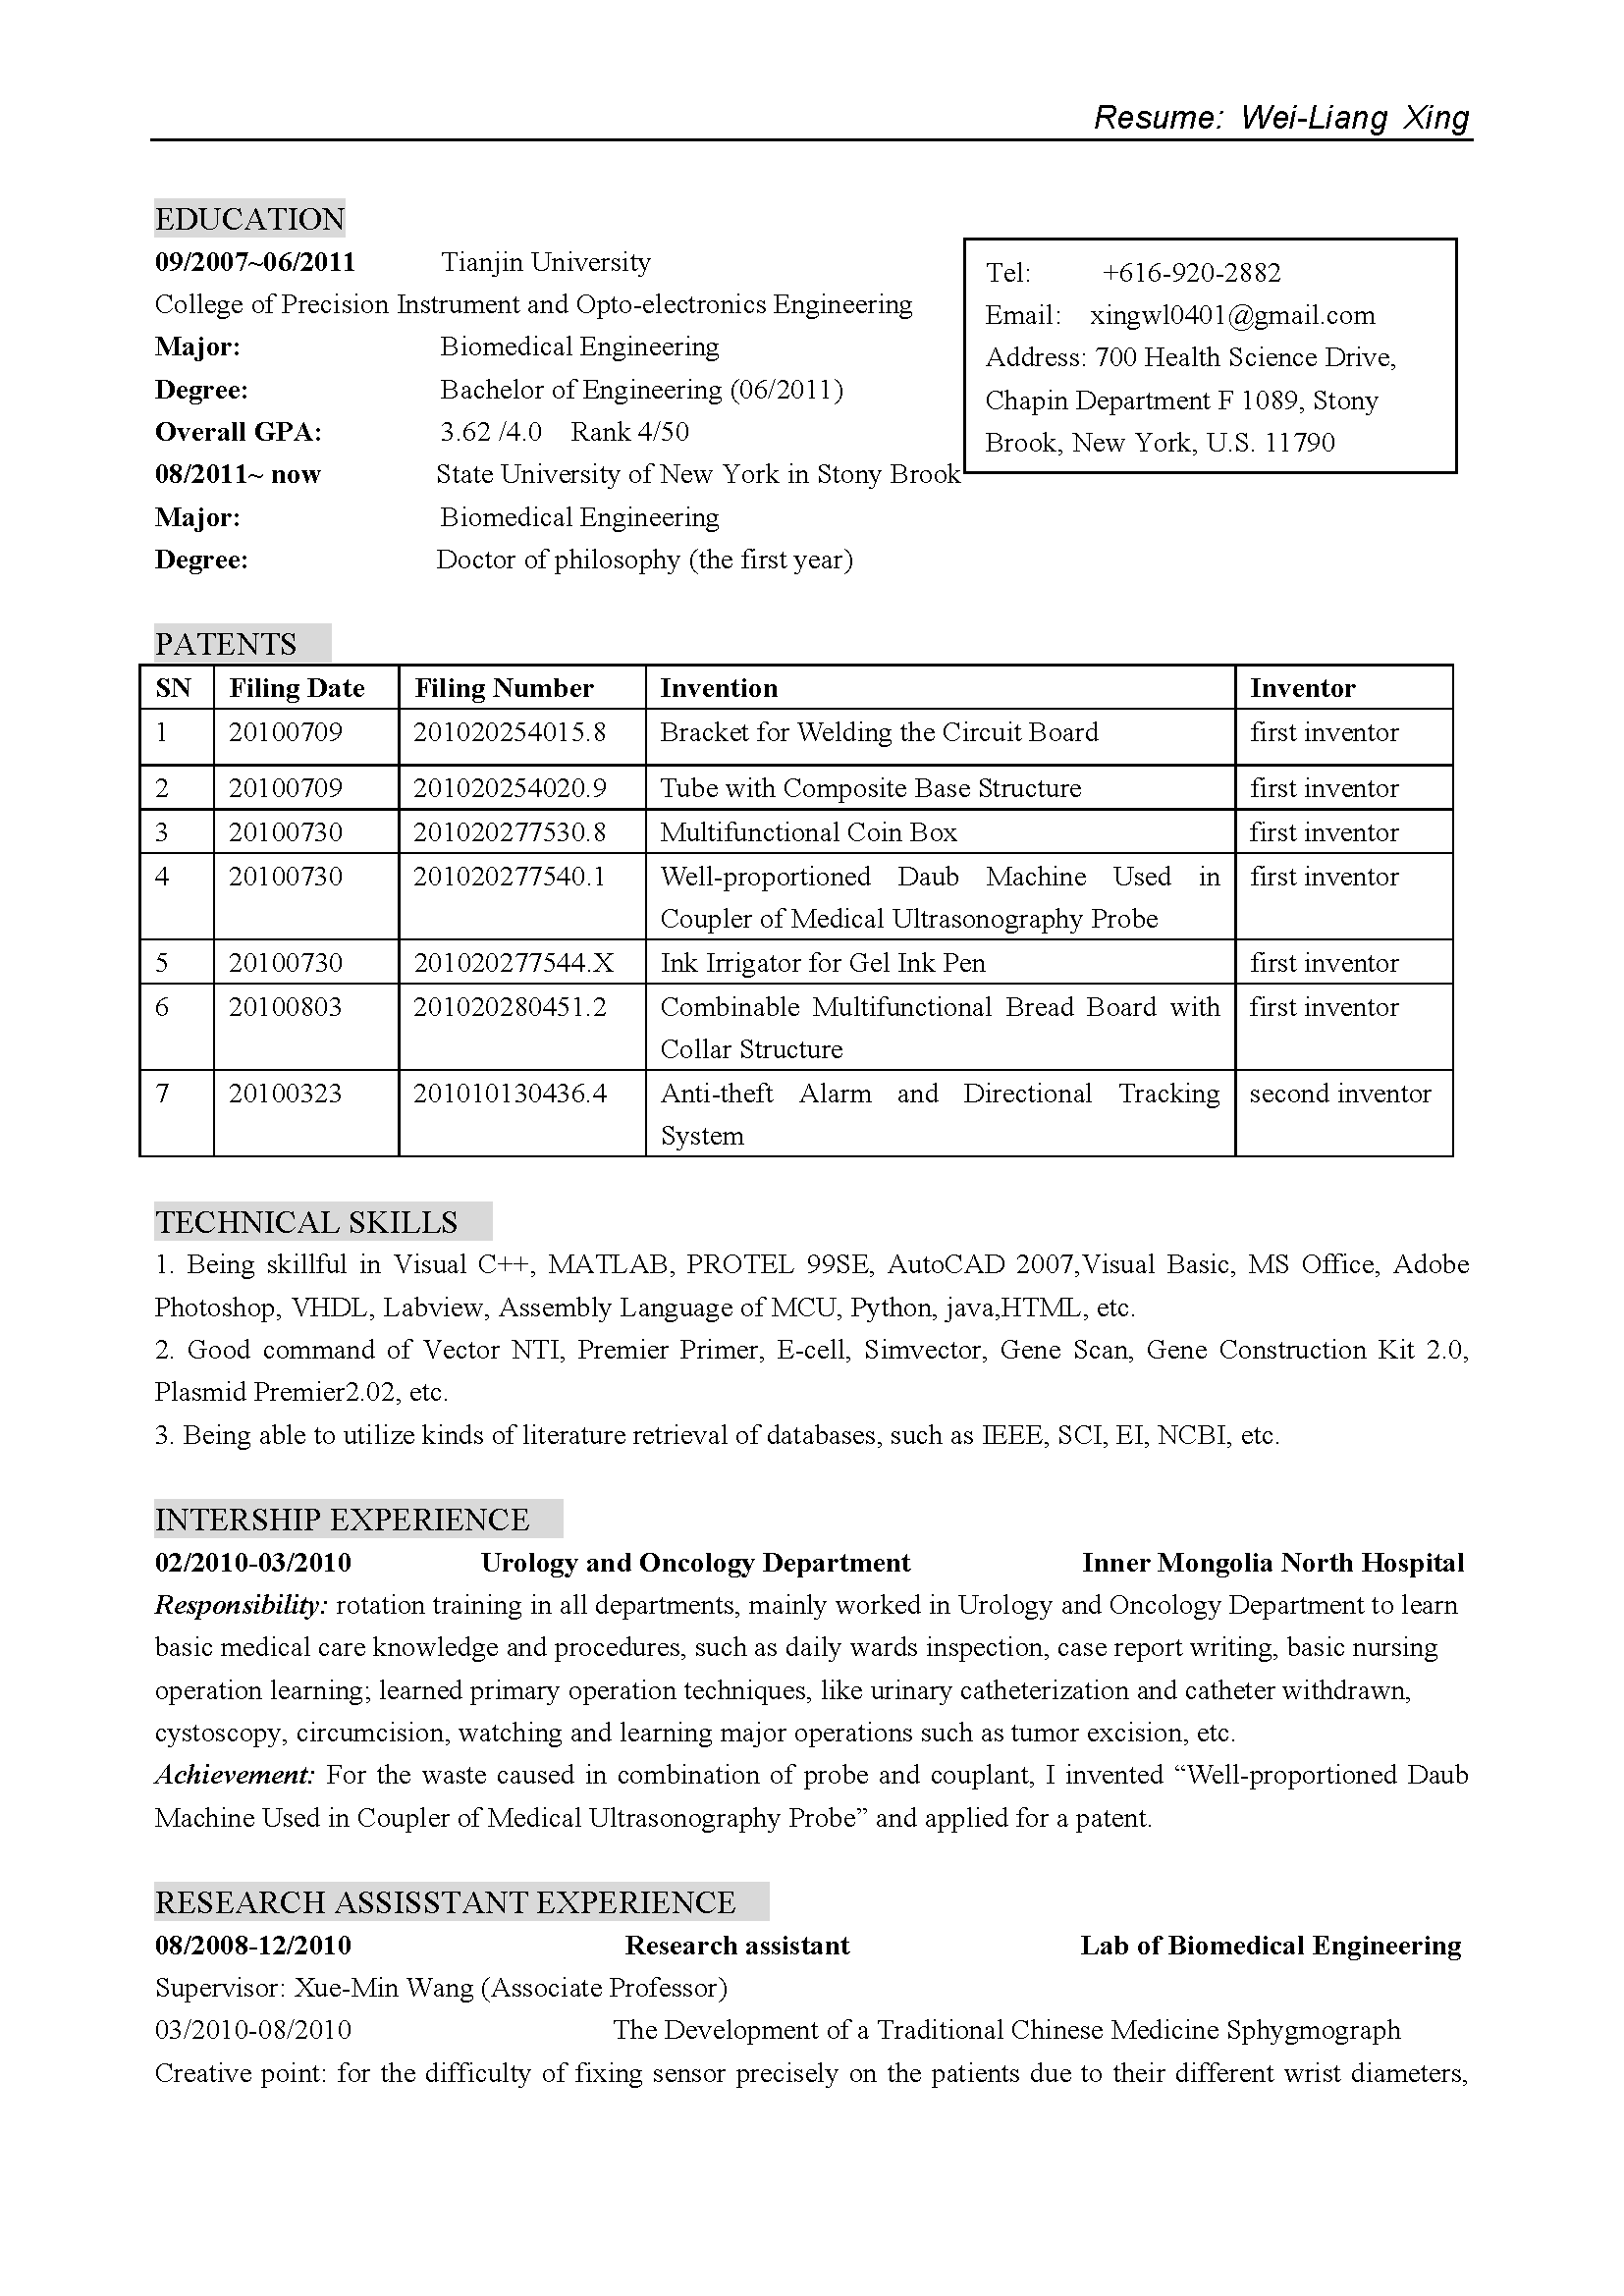 Resume: Wei-Liang Xing
EDUCATION
09/2007~06/2011 Tianjin University
College of Precision Instrument and Opto-electronics Engineering
Major: Biomedical Engineering
Degree: Bachelor of Engineering (06/2011)
Overall GPA: 3.62 /4.0 Rank 4/50
08/2011~ now State University of New York in Stony Brook
Major: Biomedical Engineering
Degree: Doctor of philosophy (the first year)
Tel: +616-920-2882
Email: xingwl0401@gmail.com
Address: 700 Health Science Drive,
Chapin Department F 1089, Stony
Brook, New York, U.S. 11790
PATENTS
SN Filing Date Filing Number Invention Inventor
1 20100709 201020254015.8 Bracket for Welding the Circuit Board first inventor
2 20100709 201020254020.9 Tube with Composite Base Structure first inventor
3 20100730 201020277530.8 Multifunctional Coin Box first inventor
4 20100730 201020277540.1 Well-proportioned Daub Machine Used in first inventor
Coupler of Medical Ultrasonography Probe
5 20100730 201020277544.X Ink Irrigator for Gel Ink Pen first inventor
6 20100803 201020280451.2 Combinable Multifunctional Bread Board with first inventor
Collar Structure
7 20100323 201010130436.4 Anti-theft Alarm and Directional Tracking second inventor
System
TECHNICAL SKILLS
1. Being skillful in Visual C++, MATLAB, PROTEL 99SE, AutoCAD 2007,Visual Basic, MS Office, Adobe
Photoshop, VHDL, Labview, Assembly Language of MCU, Python, java,HTML, etc.
2. Good command of Vector NTI, Premier Primer, E-cell, Simvector, Gene Scan, Gene Construction Kit 2.0,
Plasmid Premier2.02, etc.
3. Being able to utilize kinds of literature retrieval of databases, such as IEEE, SCI, EI, NCBI, etc.
INTERSHIP EXPERIENCE
02/2010-03/2010 Urology and Oncology Department Inner Mongolia North Hospital
Responsibility: rotation training in all departments, mainly worked in Urology and Oncology Department to learn
basic medical care knowledge and procedures, such as daily wards inspection, case report writing, basic nursing
operation learning; learned primary operation techniques, like urinary catheterization and catheter withdrawn,
cystoscopy, circumcision, watching and learning major operations such as tumor excision, etc.
Achievement: For the waste caused in combination of probe and couplant, I invented “Well-proportioned Daub
Machine Used in Coupler of Medical Ultrasonography Probe” and applied for a patent.
RESEARCH ASSISSTANT EXPERIENCE
08/2008-12/2010 Research assistant Lab of Biomedical Engineering
Supervisor: Xue-Min Wang (Associate Professor)
03/2010-08/2010 The Development of a Traditional Chinese Medicine Sphygmograph
Creative point: for the difficulty of fixing sensor precisely on the patients due to their different wrist diameters,